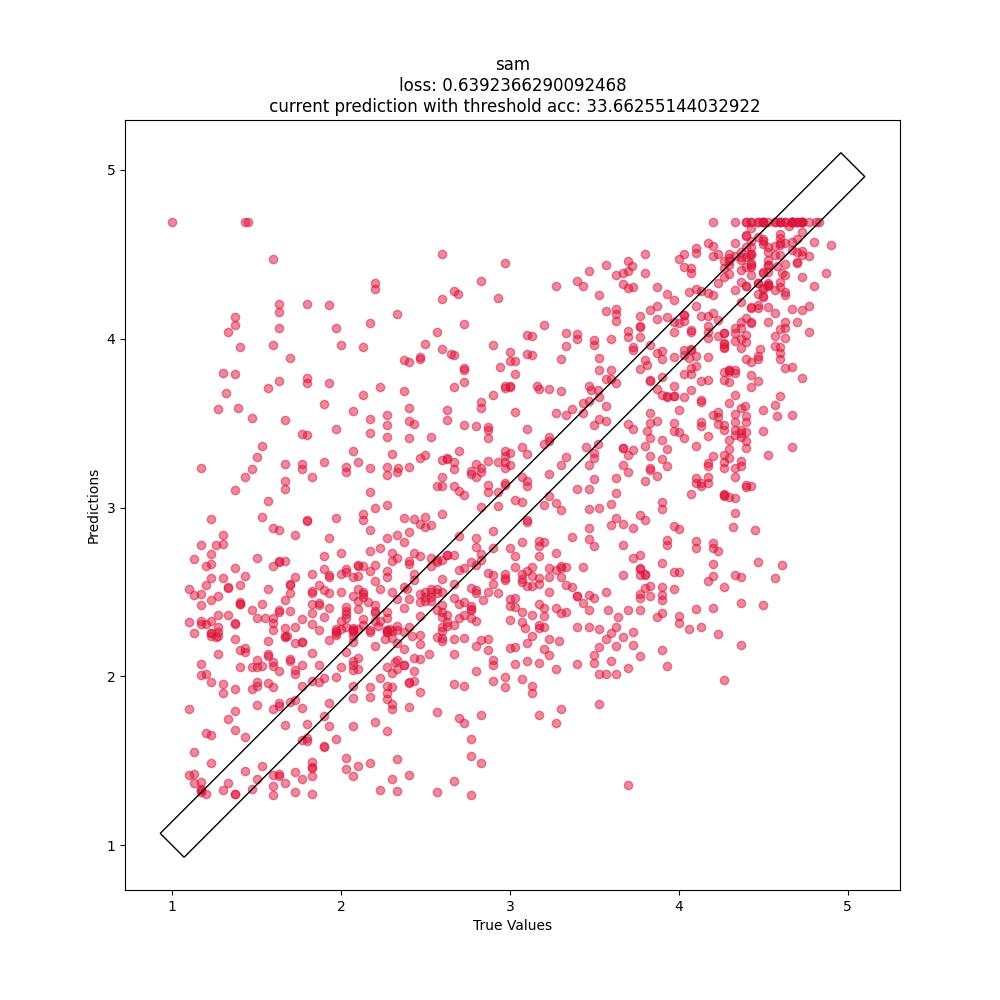 sam
loss: 0.6392366290092468
current prediction with threshold acc: 33.66255144032922
5
4
3
2
1
Predictions
1 2 3 4 5
True Values